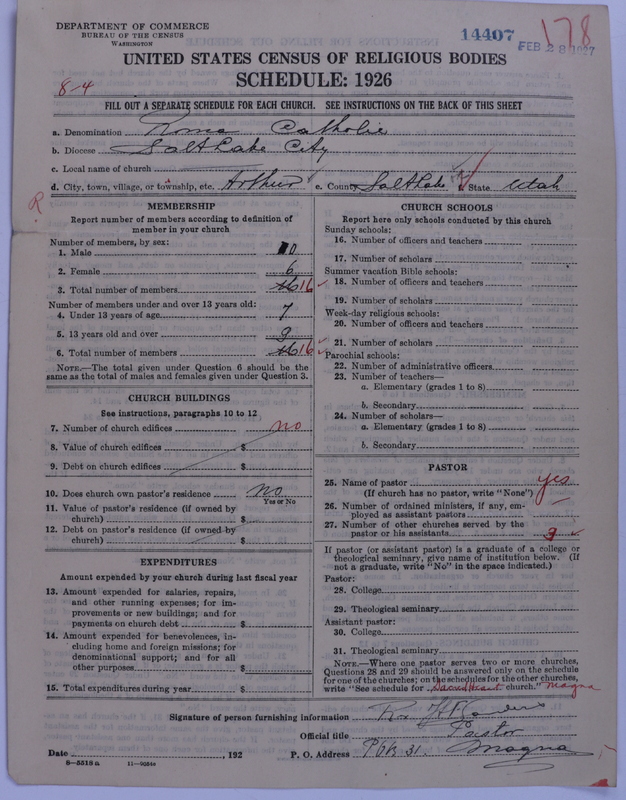 DEPARTMENT OF COMMERCE
BUREAU OF THE CENSUS
WASHINGTON
14407
FEB 28 1927
178
UNITED STATES CENSUS OF RELIGIOUS BODIES
SCHEDULE: 1926
8-4
FILL OUT A SEPARATE SCHEDULE FOR EACH CHURCH. SEE INSTRUCTIONS ON THE BACK OF THIS SHEET
a. Denomination Roma Catholic
b. Diocese Salt Lake City
c. Local name of church
d. City, town, village, or township, etc. Arthur e. County Salt Lake f. State Utah
R
MEMBERSHIP
Report number of members according to definition of
member in your church
Number of members, by sex:
1. Male 10
2. Female 6
3. Total number of members 16 16
Number of members under and over 13 years old:
4. Under 13 years of age 7
5. 13 years old and over 9
6. Total number of members 16 16
NOTE.—The total given under Question 6 should be
same as the total of males and females given under Question 3.
CHURCH BUILDINGS
See instructions, paragraphs 10 to 12
7. Number of church edifices no
8. Value of church edifices $
9. Debt on church edifices $
10. Does church own pastor's residence No
Yes or No
11. Value of pastor's residence (if owned by
church) $
12. Debt on pastor's residence (if owned by
church) $
EXPENDITURES
Amount expended by your church during last fiscal year
13. Amount expended for salaries, repairs,
and other running expenses; for im-
provements or new buildings; and for
payments on church debt $
14. Amount expended for benevolences, in-
cluding home and foreign missions; for
denominational support; and for all
other purposes $
15. Total expenditures during year $
CHURCH SCHOOLS
Report here only schools conducted by this church
Sunday schools:
16. Number of officers and teachers
17. Number of scholars
Summer vacation Bible schools:
18. Number of officers and teachers
19. Number of scholars
Week-day religious schools:
20. Number of officers and teachers
21. Number of scholars
Parochial schools:
22. Number of administrative officers
23. Number of teachers—
a. Elementary (grades 1 to 8)
b. Secondary
24. Number of scholars—
a. Elementary (grades 1 to 8)
b. Secondary
PASTOR
25. Name of pastor yes
(If church has no pastor, write "None")
26. Number of ordained ministers, if any, em-
ployed as assistant pastors
27. Number of other churches served by the
pastor or his assistants 9
If pastor (or assistant pastor) is a graduate of a college or
theological seminary, give name of institution below. (If
not a graduate, write "No" in the space indicated.)
Pastor:
28. College
29. Theological seminary
Assistant pastor:
30. College
31. Theological seminary
NOTE.—Where one pastor serves two or more churches,
Questions 28 and 29 should be answered only on the schedule
for one of the churches; on the schedules for the other churches,
write "See schedule for Sacred Heart church." Magna
Signature of person furnishing information
Official title Pastor
Date , 192 P. O. Address POB 31. Magna
8-5518a 11-90548